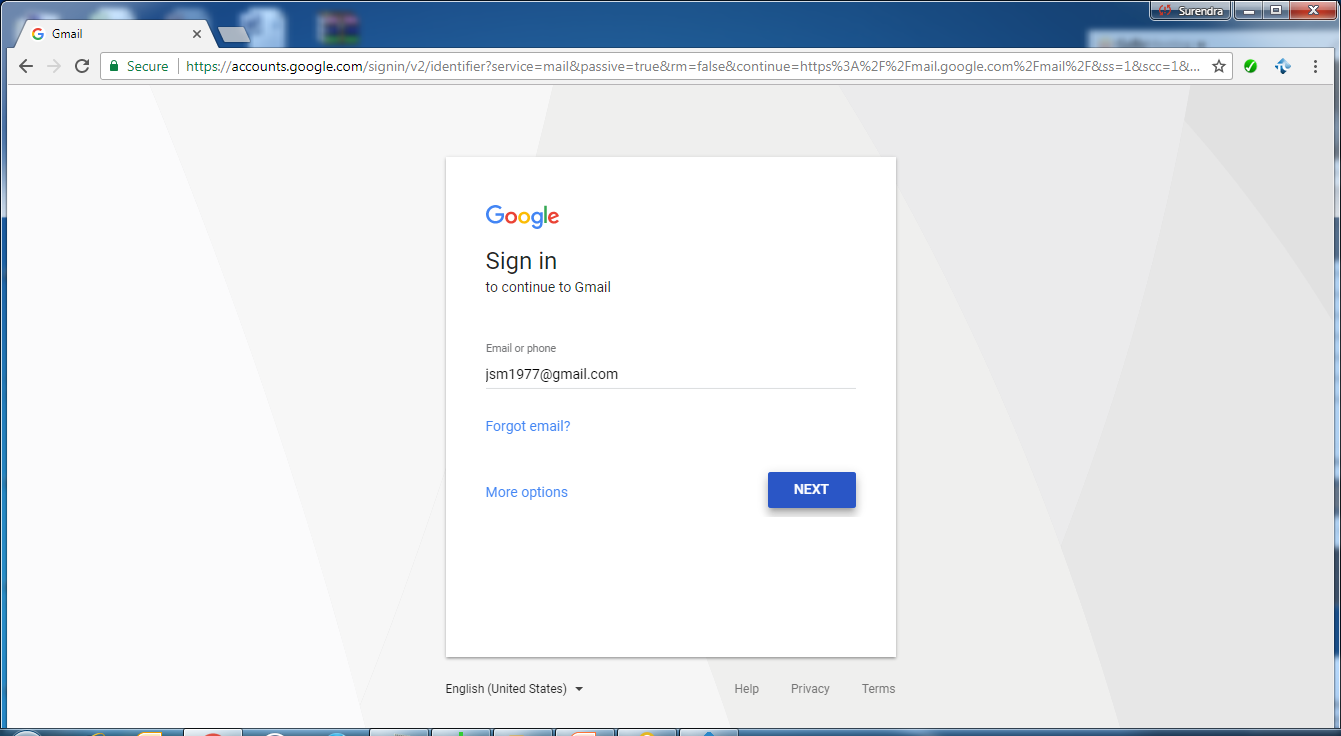 Surendra
Gmail
Secure https://accounts.google.com/signin/v2/identifier?service=mail&passive=true&rm=false&continue=https%3A%2F%2Fmail.google.com%2Fmail%2F&ss=1&scc=1&...
Google
Sign in
to continue to Gmail
Email or phone
jsm1977@gmail.com
Forgot email?
More options NEXT
English (United States) Help Privacy Terms